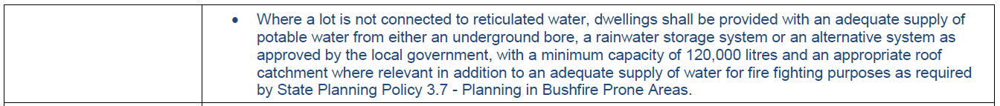 • Where a lot is not connected to reticulated water, dwellings shall be provided with an adequate supply of
potable water from either an underground bore, a rainwater storage system or an alternative system as
approved by the local government, with a minimum capacity of 120,000 litres and an appropriate roof
catchment where relevant in addition to an adequate supply of water for fire fighting purposes as required
by State Planning Policy 3.7 - Planning in Bushfire Prone Areas.